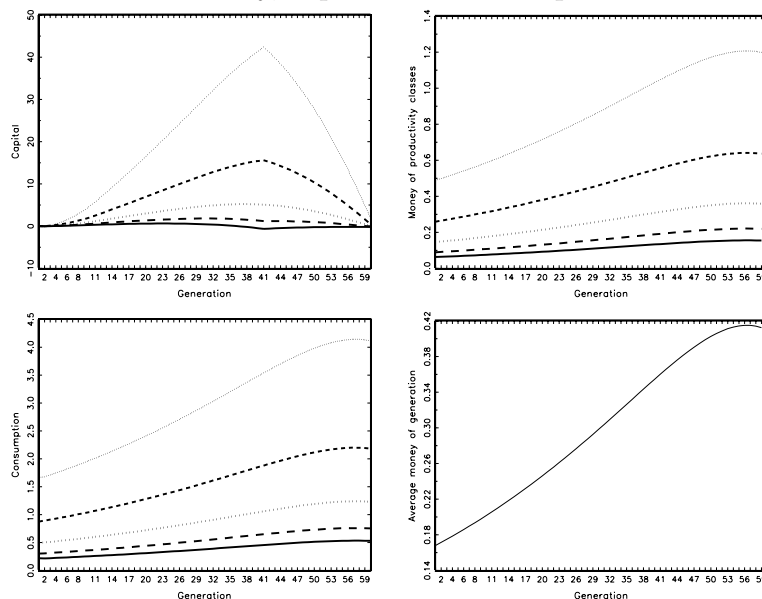 50
40
30
20
10
0
−10
Capital
2 4 6 8 11 14 17 20 23 26 29 32 35 38 41 44 47 50 53 56 59
Generation
1.4
1.2
1.0
0.8
0.6
0.4
0.2
0.0
Money of productivity classes
2 4 6 8 11 14 17 20 23 26 29 32 35 38 41 44 47 50 53 56
Generation
4.5
4.0
3.5
3.0
2.5
2.0
1.5
1.0
0.5
0.0
Consumption
2 4 6 8 11 14 17 20 23 26 29 32 35 38 41 44 47 50 53 56 59
Generation
0.42
0.38
0.34
0.30
0.26
0.22
0.18
0.14
Average money of generation
2 4 6 8 11 14 17 20 23 26 29 32 35 38 41 44 47 50 53 56
Generation